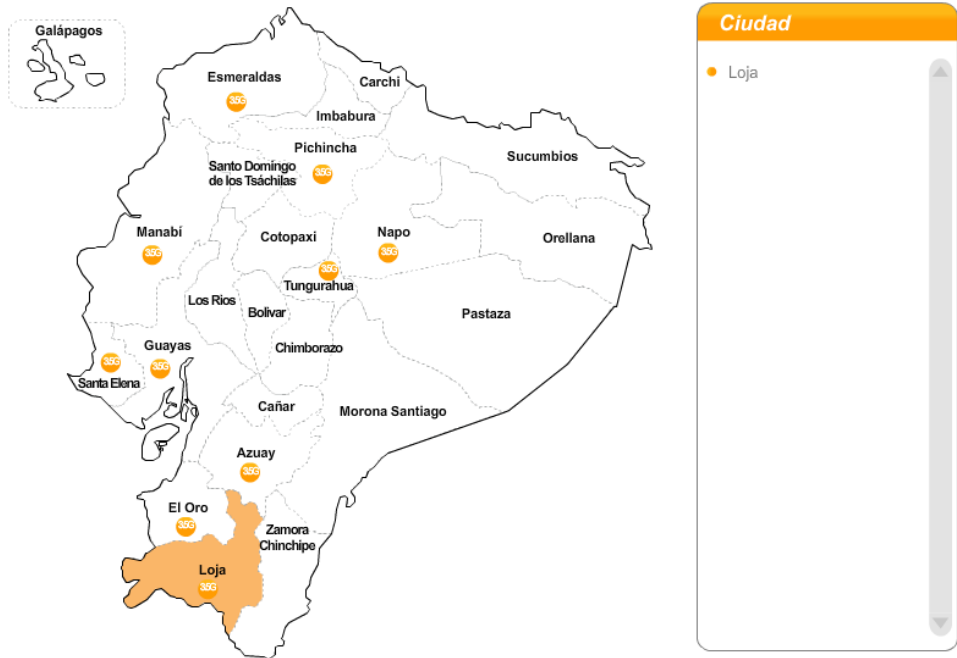 Galápagos
Ciudad
Loja
Esmeraldas
3.5G
Carchi
Imbabura
Pichincha
3.5G
Santo Domíngo
de los Tsáchilas
Sucumbios
Manabí
3.5G
Cotopaxí
Napo
3.5G
Orellana
3.5G
Tungurahua
Los Rios
Bolivar
Pastaza
Chimborazo
Guayas
3.5G
3.5G
Santa Elena
Cañar
Morona Santiago
Azuay
3.5G
El Oro
3.5G
Zamora
Chinchipe
Loja
3.5G